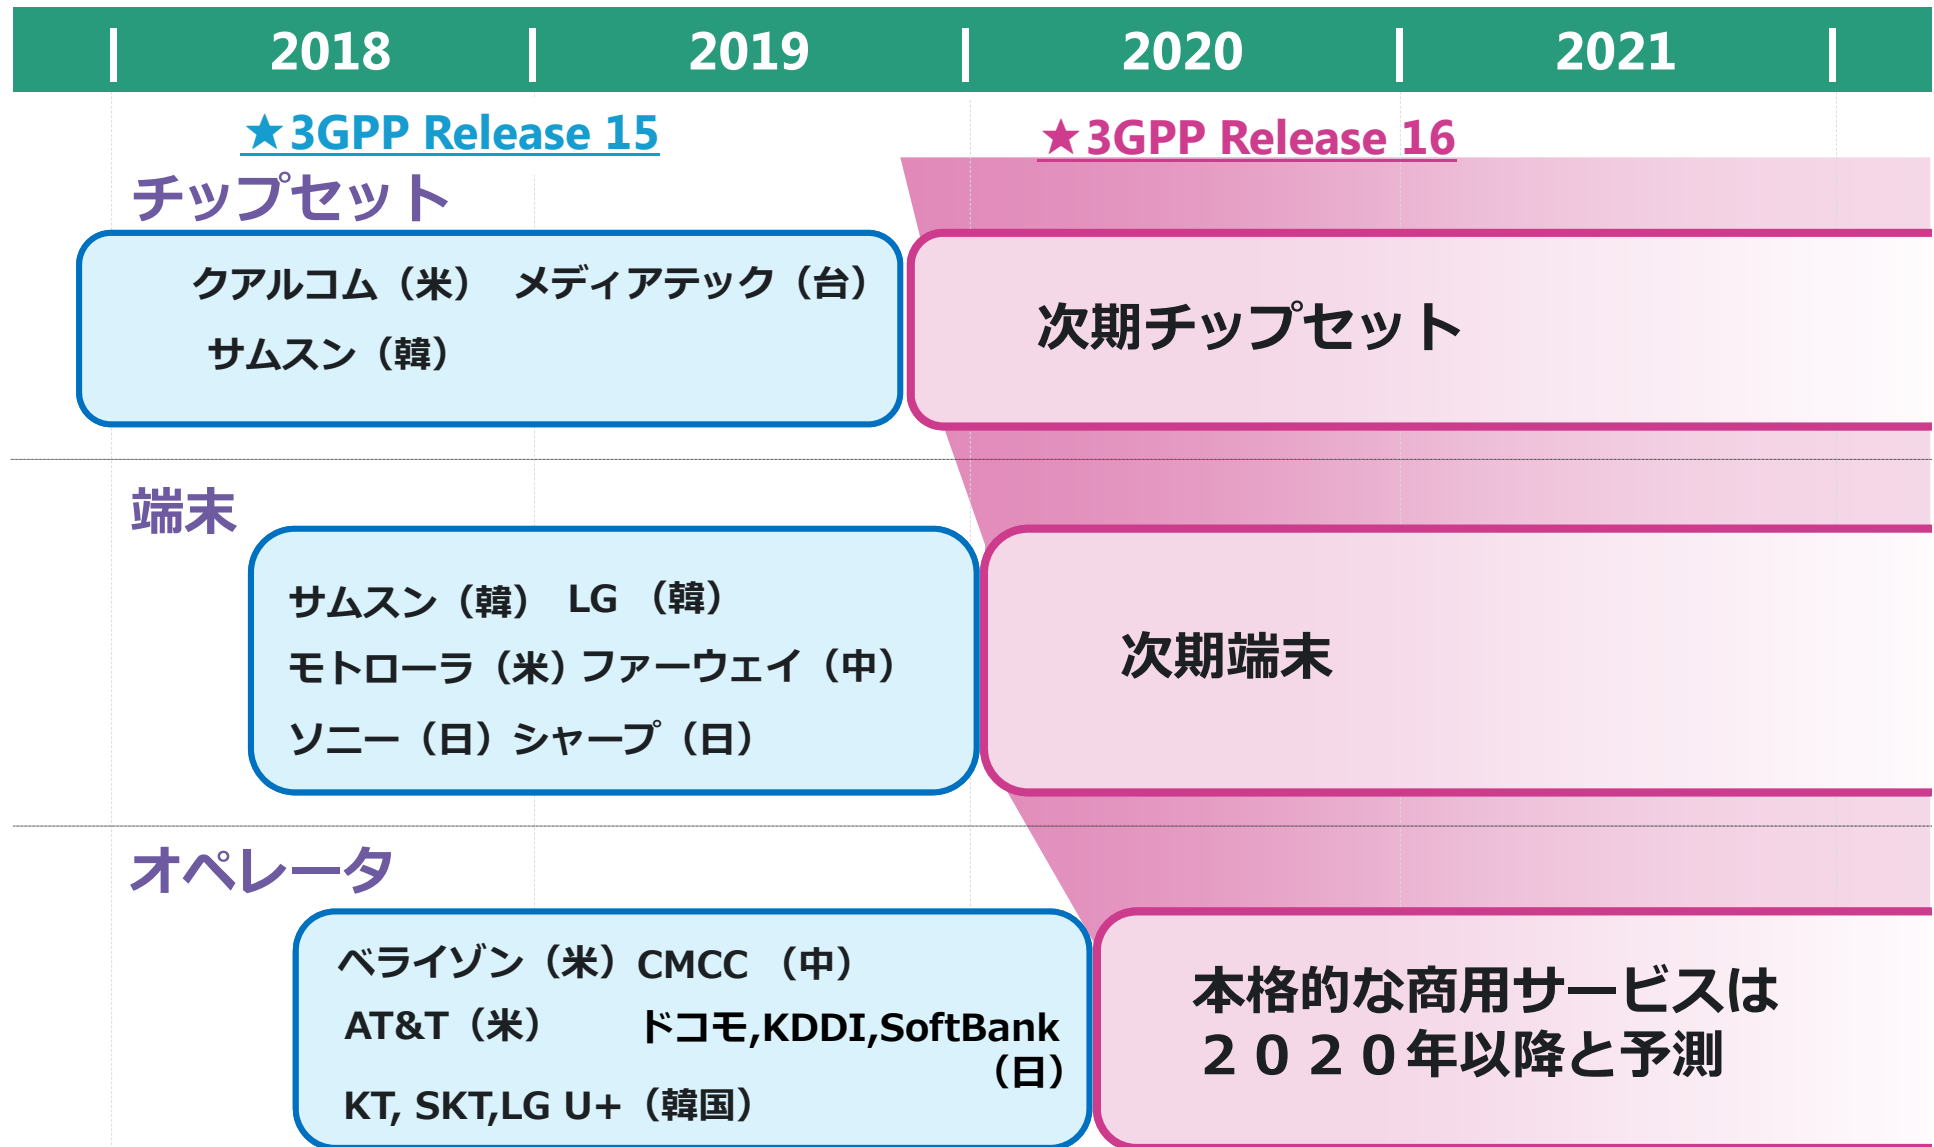 2018 2019 2020 2021
★3GPP Release 15
★3GPP Release 16
チップセット
クアルコム（米） メディアテック（台）
サムスン（韓）
次期チップセット
端末
サムスン（韓） LG （韓）
モトローラ（米）ファーウェイ（中）
ソニー（日）シャープ（日）
次期端末
オペレータ
ベライゾン（米）CMCC （中）
AT&T（米） ドコモ,KDDI,SoftBank
（日）
KT, SKT,LG U+（韓国）
本格的な商用サービスは
２０２０年以降と予測